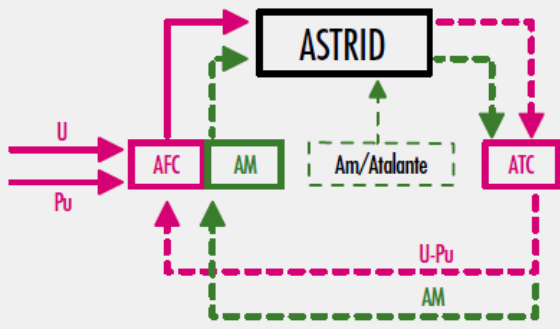 ASTRID
U
AFC
AM
Am/Atalante
ATC
Pu
U-Pu
AM